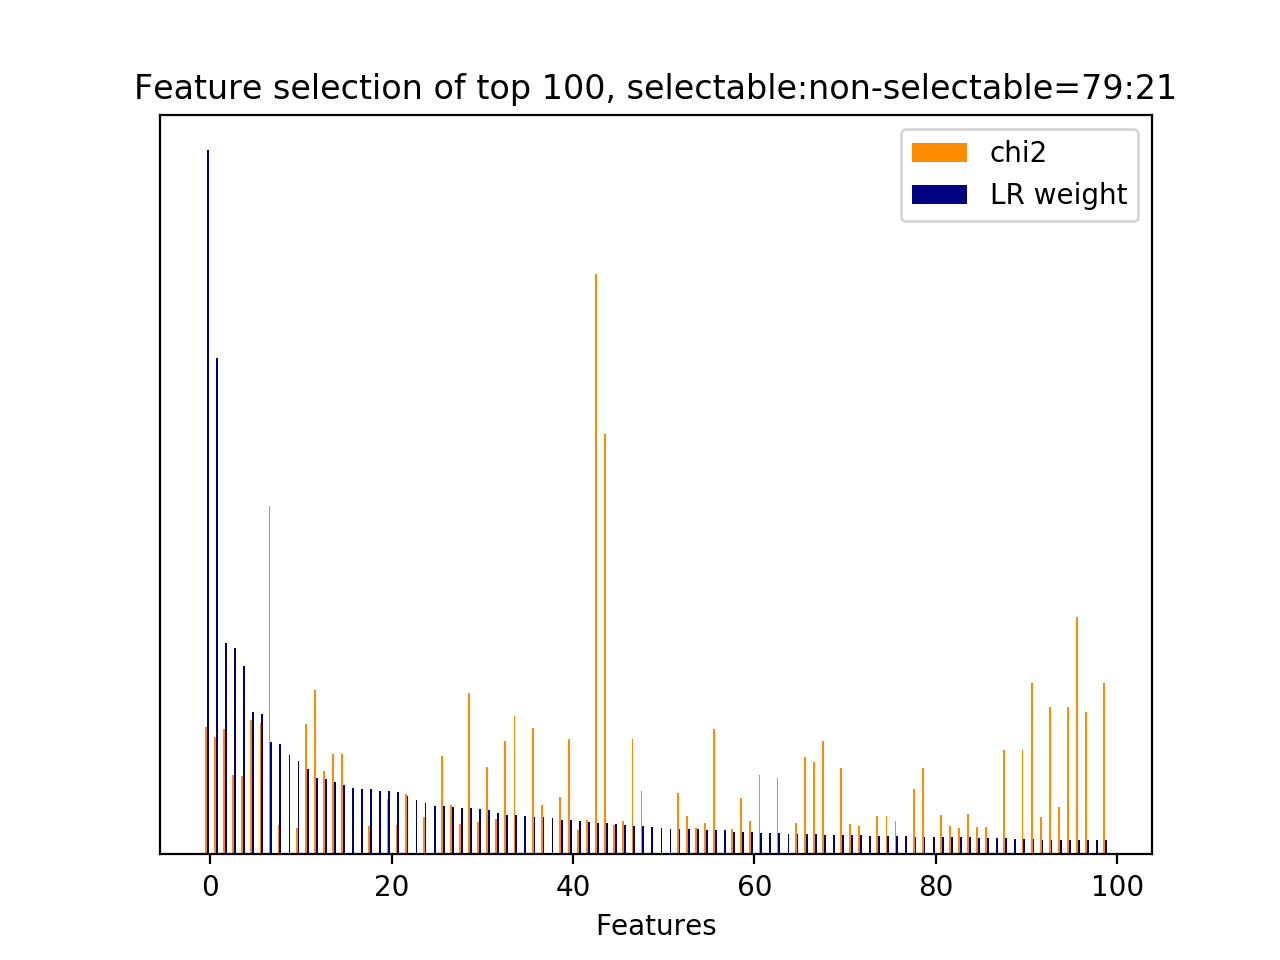 Feature selection of top 100, selectable:non-selectable=79:21
chi2
LR weight
0 20 40 60 80 100
Features